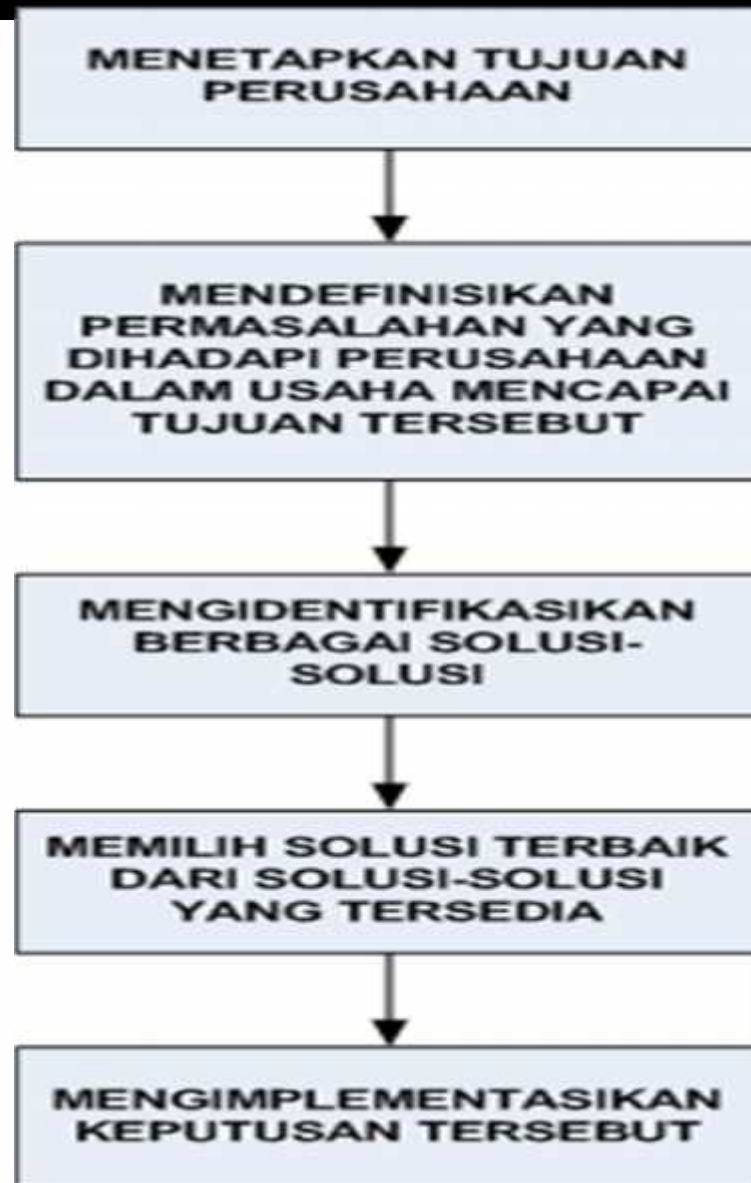 MENETAPKAN TUJUAN
PERUSAHAAN
MENDEFINISIKAN
PERMASALAHAN YANG
DIHADAPI PERUSAHAAN
DALAM USAHA MENCAPAI
TUJUAN TERSEBUT
MENGIDENTIFIKASIKAN
BERBAGAI SOLUSI-
SOLUSI
MEMILIH SOLUSI TERBAIK
DARI SOLUSI-SOLUSI
YANG TERSEDIA
MENGIMPLEMENTASIKAN
KEPUTUSAN TERSEBUT